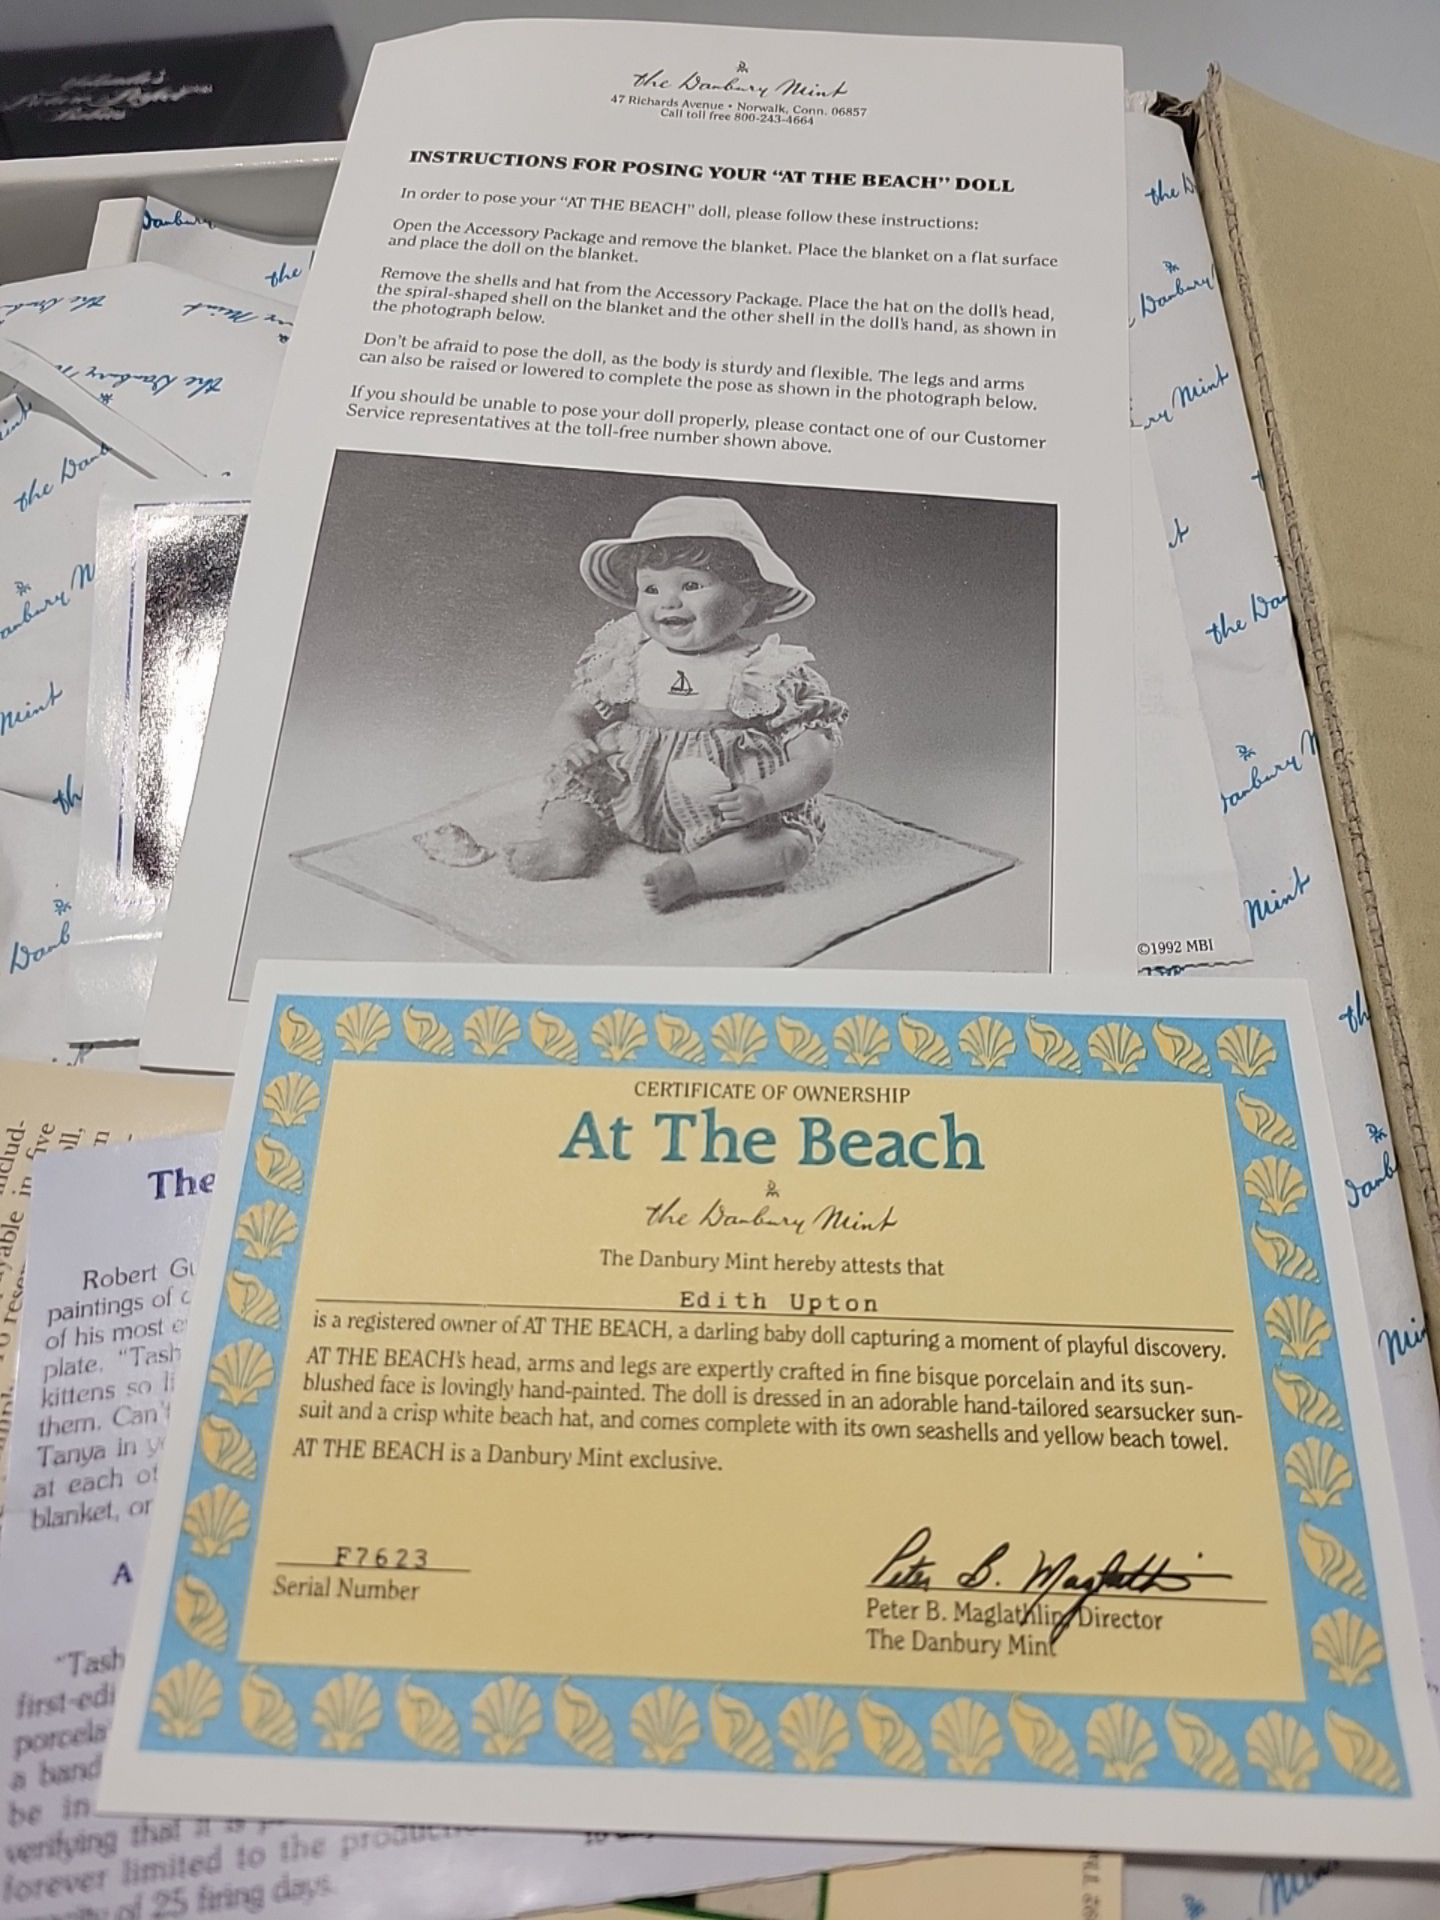 the Danbury Mint
47 Richards Avenue • Norwalk, Conn. 06857
Call toll free 800-243-4664
INSTRUCTIONS FOR POSING YOUR “AT THE BEACH” DOLL
In order to pose your “AT THE BEACH” doll, please follow these instructions:
Open the Accessory Package and remove the blanket. Place the blanket on a flat surface
and place the doll on the blanket.
Remove the shells and hat from the Accessory Package. Place the hat on the doll's head,
the spiral-shaped shell on the blanket and the other shell in the doll's hand, as shown in
the photograph below.
Don't be afraid to pose the doll, as the body is sturdy and flexible. The legs and arms
can also be raised or lowered to complete the pose as shown in the photograph below.
If you should be unable to pose your doll properly, please contact one of our Customer
Service representatives at the toll-free number shown above.
©1992 MBI
CERTIFICATE OF OWNERSHIP
At The Beach
the Danbury Mint
The Danbury Mint hereby attests that
Edith Upton
is a registered owner of AT THE BEACH, a darling baby doll capturing a moment of playful discovery.
AT THE BEACH's head, arms and legs are expertly crafted in fine bisque porcelain and its sun-
blushed face is lovingly hand-painted. The doll is dressed in an adorable hand-tailored searsucker sun-
suit and a crisp white beach hat, and comes complete with its own seashells and yellow beach towel.
AT THE BEACH is a Danbury Mint exclusive.
F7623
Serial Number
Peter B. Maglathlin
Peter B. Maglathlin, Director
The Danbury Mint
The
Robert Gu
paintings of
of his most
plate. “Tash
kittens so
them. Can't
Tanya in
at each of
blanket, or
A
“Tash
first-edi
porcela
a band
be in
verifying that it is
forever limited to the produc
of 25 firing days.